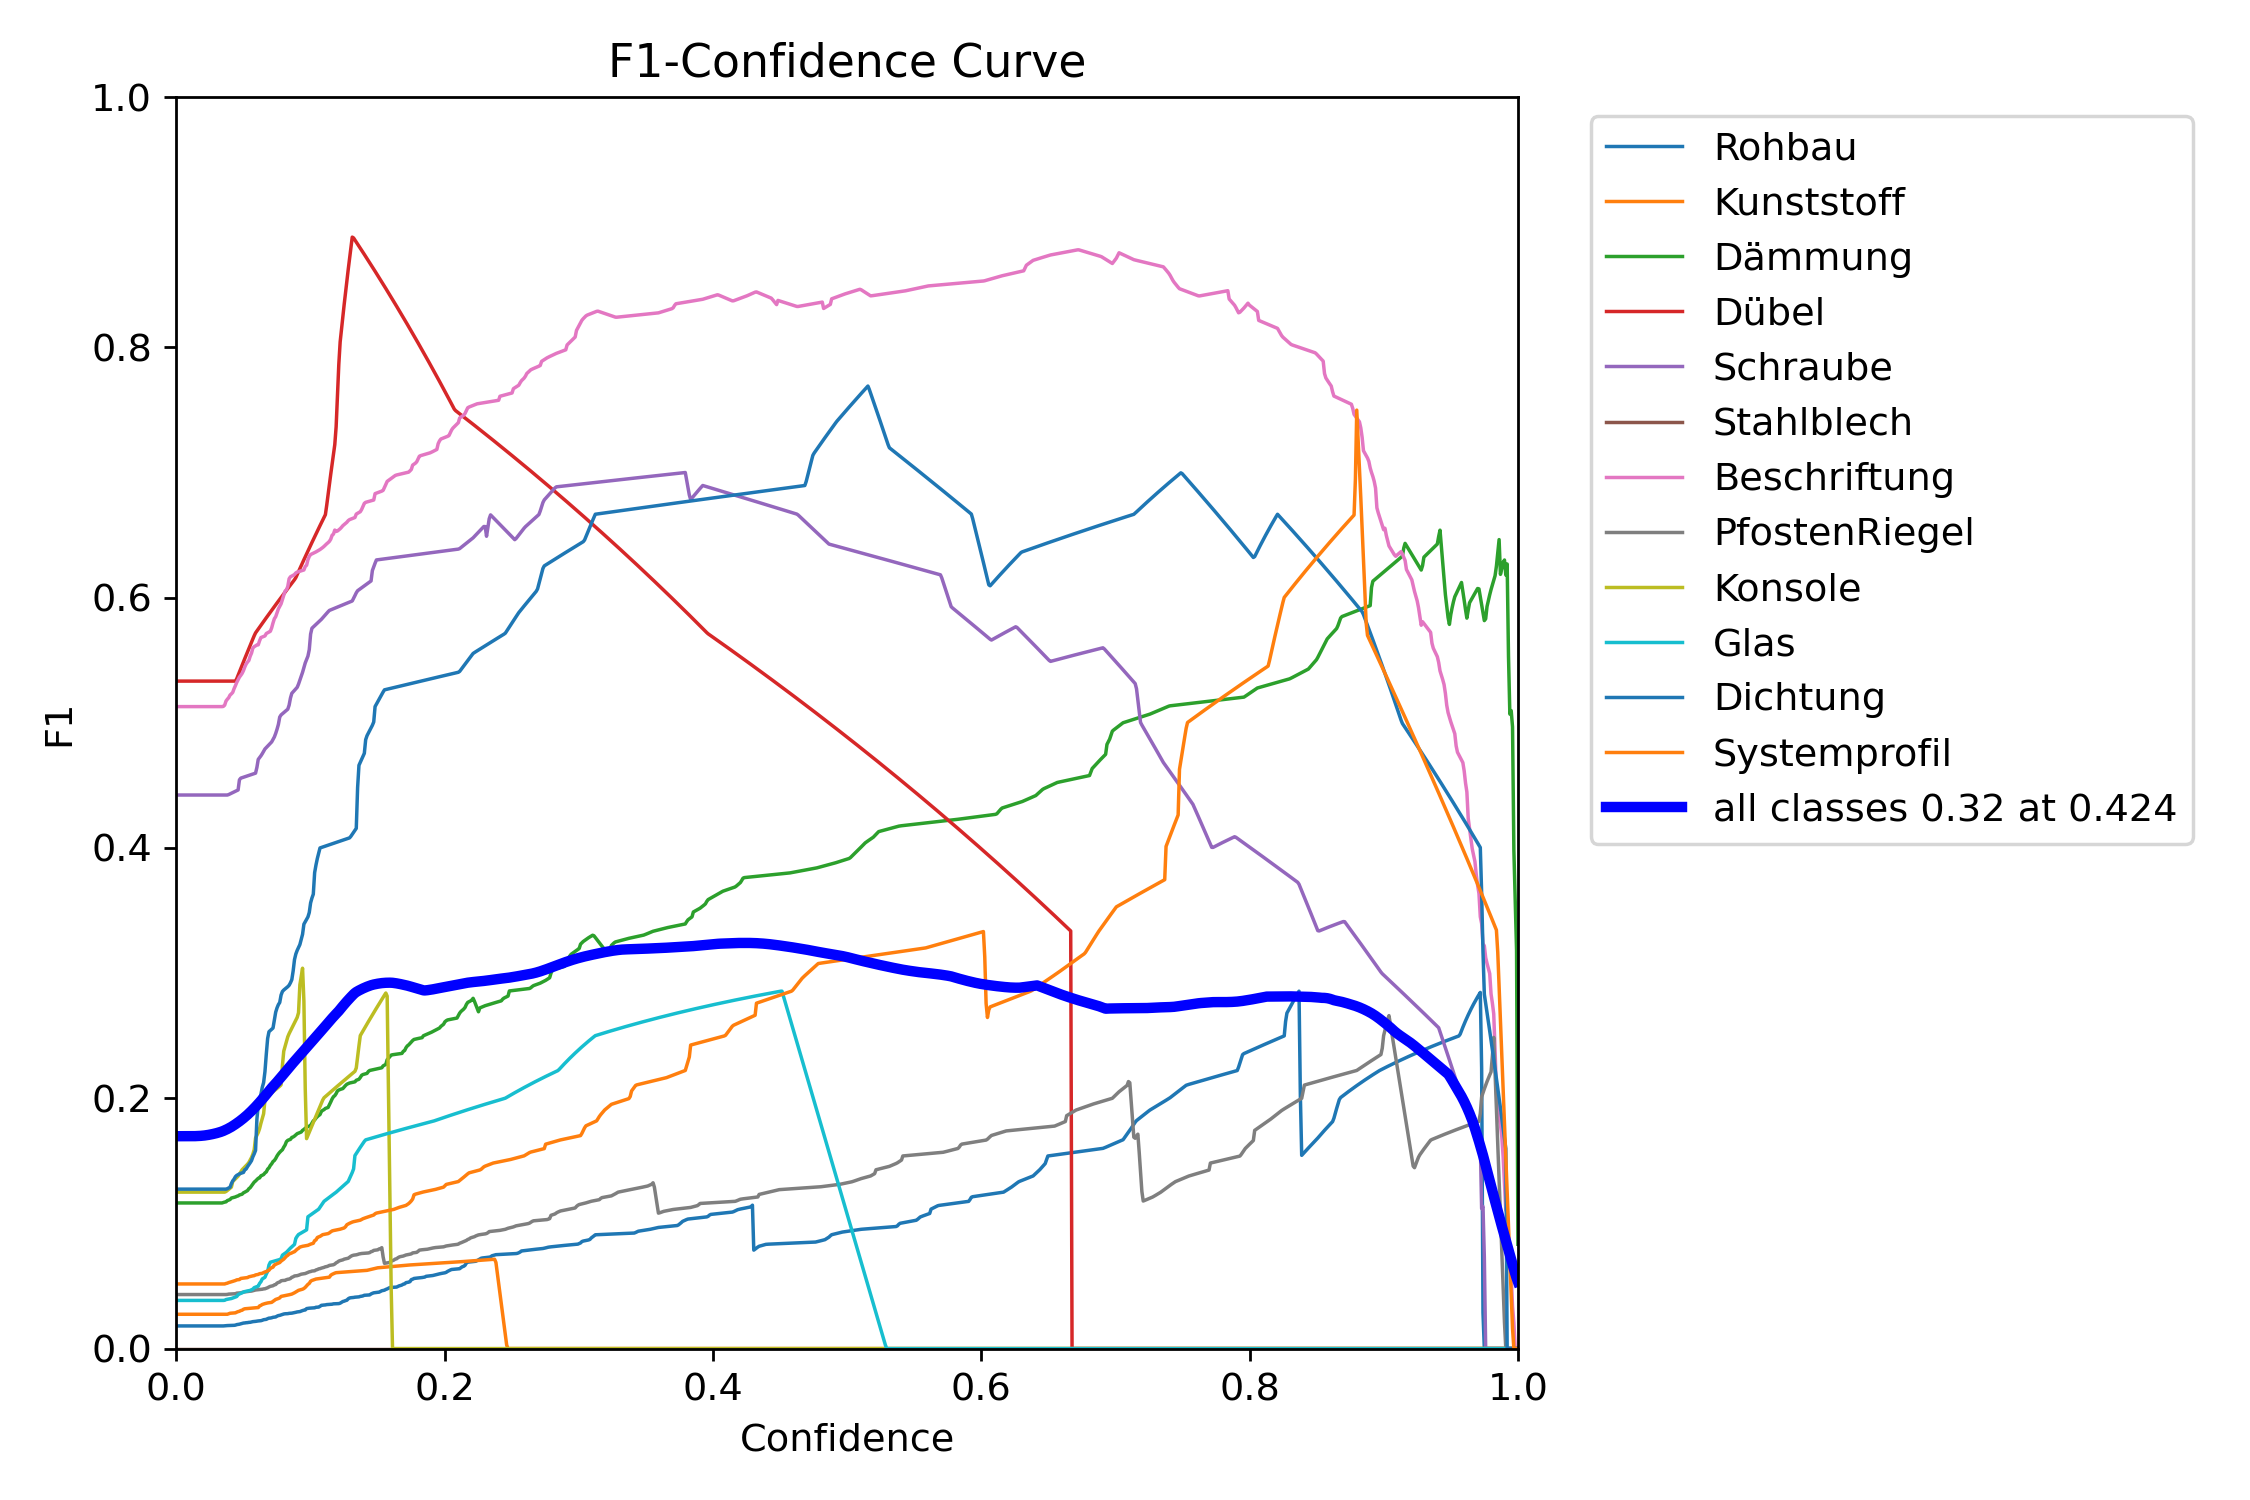 F1-Confidence Curve
1.0
0.8
0.6
0.4
0.2
0.0
F1
0.0 0.2 0.4 0.6 0.8 1.0
Confidence
Rohbau
Kunststoff
Dämmung
Dübel
Schraube
Stahlblech
Beschriftung
PfostenRiegel
Konsole
Glas
Dichtung
Systemprofil
all classes 0.32 at 0.424